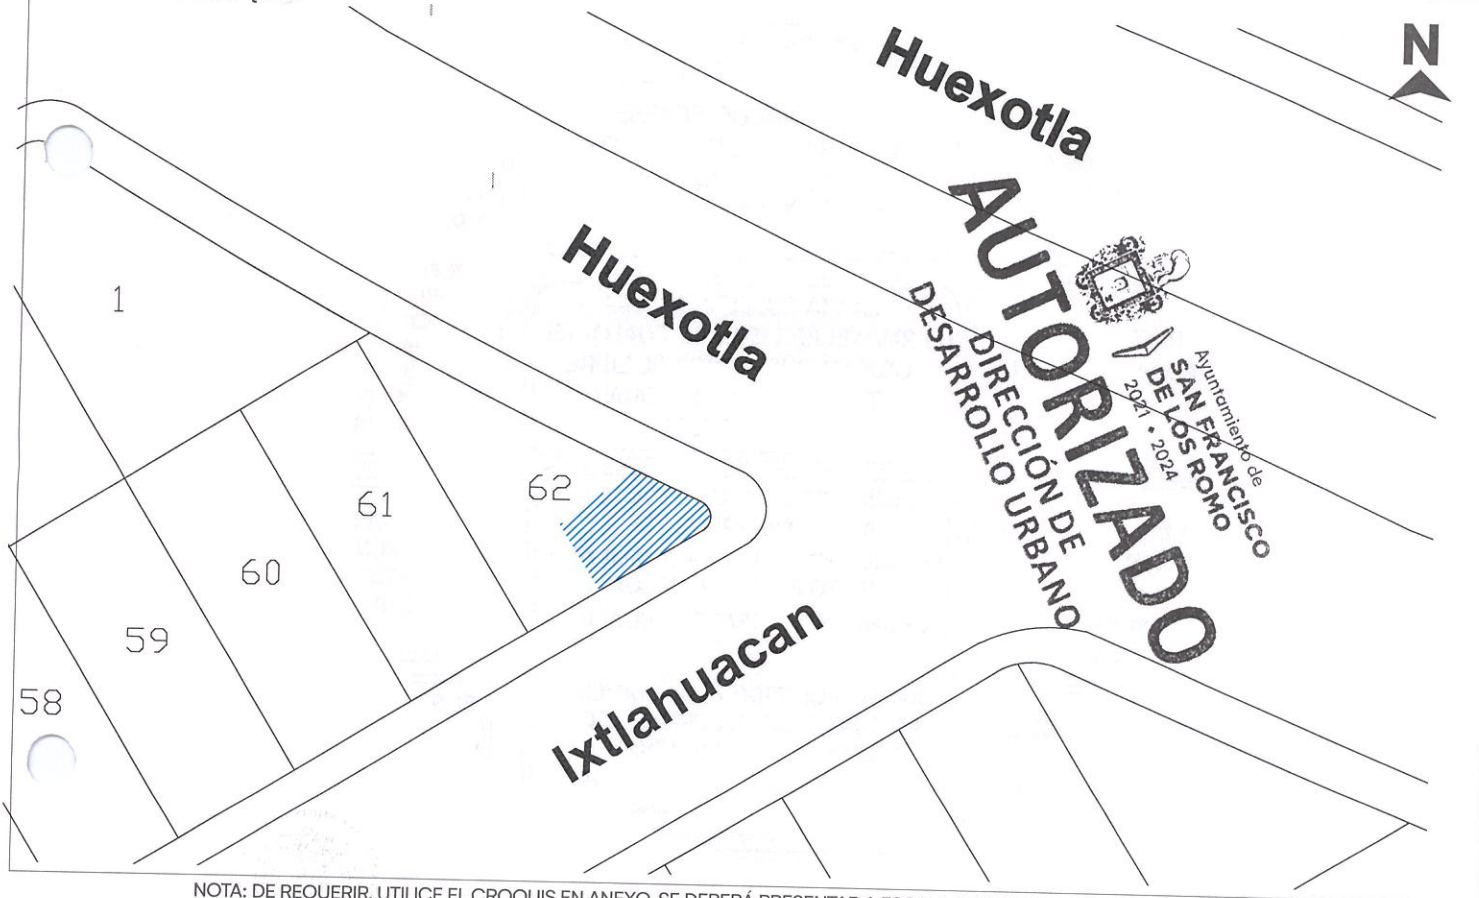 N
Huexotla
Huexotla
AUTORIZADO
DIRECCIÓN DE
DESARROLLO URBANO
Ayuntamiento de
SAN FRANCISCO
DE LOS ROMO
2021 • 2024
1
62
61
60
59
58
Ixtlahuacan
NOTA: DE REQUERIR, UTILICE EL CROQUIS EN ANEXO, SE DEBERÁ PRESENTAR A